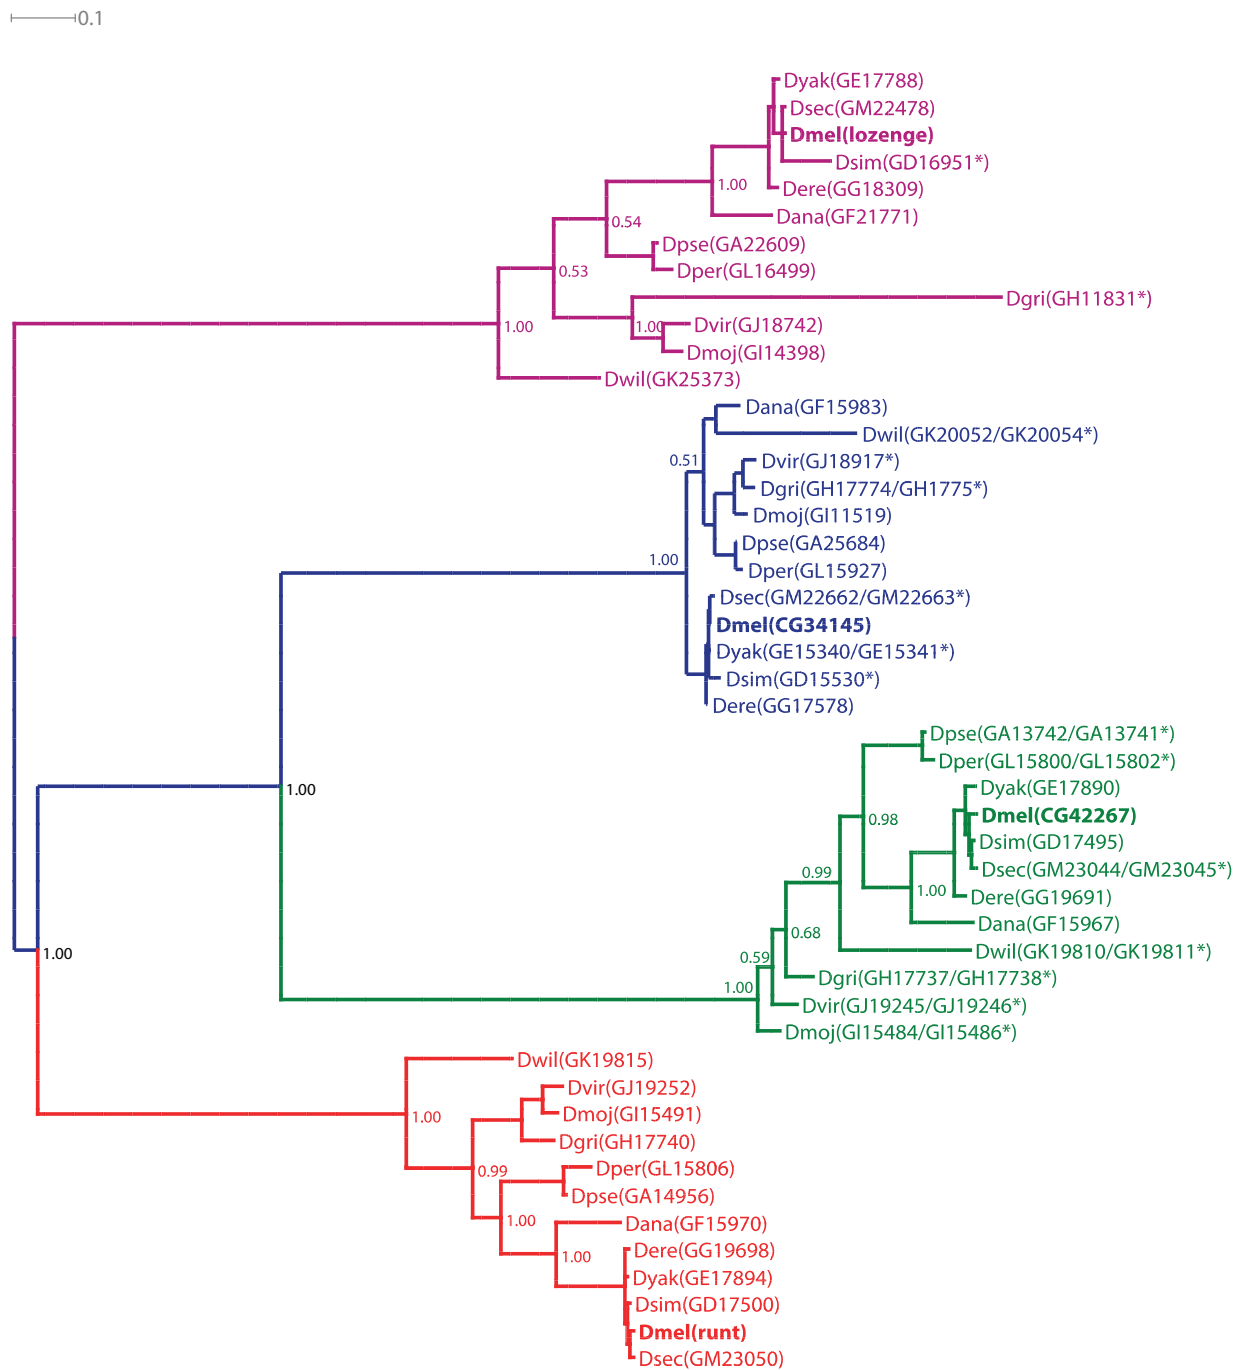 0.1
Dyak(GE17788)
Dsec(GM22478)
Dmel(lozenge)
Dsim(GD16951*)
1.00
Dere(GG18309)
Dana(GF21771)
0.54
Dpse(GA22609)
0.53
Dper(GL16499)
Dgri(GH11831*)
1.00
1.00
Dvir(GJ18742)
Dmoj(GI14398)
Dwil(GK25373)
Dana(GF15983)
Dwil(GK20052/GK20054*)
0.51
Dvir(GJ18917*)
Dgri(GH17774/GH1775*)
Dmoj(GI11519)
Dpse(GA25684)
1.00
Dper(GL15927)
Dsec(GM22662/GM22663*)
Dmel(CG34145)
Dyak(GE15340/GE15341*)
Dsim(GD15530*)
Dere(GG17578)
Dpse(GA13742/GA13741*)
Dper(GL15800/GL15802*)
1.00
Dyak(GE17890)
0.98
Dmel(CG42267)
Dsim(GD17495)
0.99
Dsec(GM23044/GM23045*)
1.00
Dere(GG19691)
Dana(GF15967)
0.68
1.00
0.59
Dwil(GK19810/GK19811*)
Dgri(GH17737/GH17738*)
1.00
Dvir(GJ19245/GJ19246*)
Dmoj(GI15484/GI15486*)
Dwil(GK19815)
Dvir(GJ19252)
1.00
Dmoj(GI15491)
Dgri(GH17740)
0.99
Dper(GL15806)
Dpse(GA14956)
1.00
Dana(GF15970)
1.00
Dere(GG19698)
Dyak(GE17894)
Dsim(GD17500)
Dmel(runt)
Dsec(GM23050)